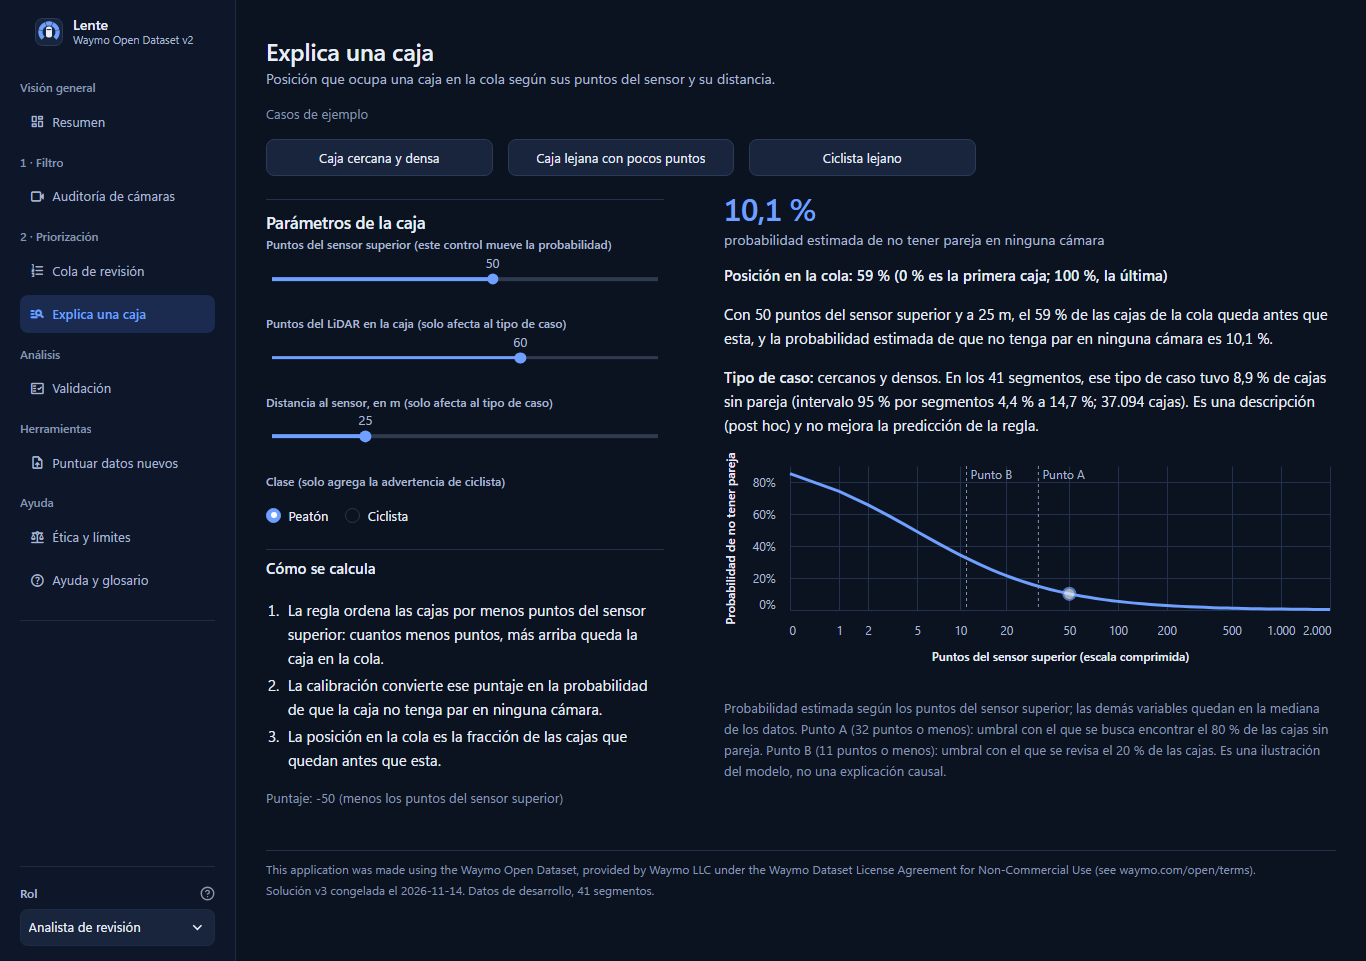 Lente
Waymo Open Dataset v2
Visión general
Resumen
1 · Filtro
Auditoría de cámaras
2 · Priorización
Cola de revisión
Explica una caja
Análisis
Validación
Herramientas
Puntuar datos nuevos
Ayuda
Ética y límites
Ayuda y glosario
Rol
Analista de revisión
Explica una caja
Posición que ocupa una caja en la cola según sus puntos del sensor y su distancia.
Casos de ejemplo
Caja cercana y densa
Caja lejana con pocos puntos
Ciclista lejano
Parámetros de la caja
Puntos del sensor superior (este control mueve la probabilidad)
50
Puntos del LiDAR en la caja (solo afecta al tipo de caso)
60
Distancia al sensor, en m (solo afecta al tipo de caso)
25
Clase (solo agrega la advertencia de ciclista)
Peatón
Ciclista
Cómo se calcula
1. La regla ordena las cajas por menos puntos del sensor
superior: cuantos menos puntos, más arriba queda la
caja en la cola.
2. La calibración convierte ese puntaje en la probabilidad
de que la caja no tenga par en ninguna cámara.
3. La posición en la cola es la fracción de las cajas que
quedan antes que esta.
Puntaje: -50 (menos los puntos del sensor superior)
10,1 %
probabilidad estimada de no tener pareja en ninguna cámara
Posición en la cola: 59 % (0 % es la primera caja; 100 %, la última)
Con 50 puntos del sensor superior y a 25 m, el 59 % de las cajas de la cola queda antes que
esta, y la probabilidad estimada de que no tenga par en ninguna cámara es 10,1 %.
Tipo de caso: cercanos y densos. En los 41 segmentos, ese tipo de caso tuvo 8,9 % de cajas
sin pareja (intervalo 95 % por segmentos 4,4 % a 14,7 %; 37.094 cajas). Es una descripción
(post hoc) y no mejora la predicción de la regla.
Probabilidad de no tener pareja
80%
60%
40%
20%
0%
Punto B
Punto A
0 1 2 5 10 20 50 100 200 500 1.000 2.000
Puntos del sensor superior (escala comprimida)
Probabilidad estimada según los puntos del sensor superior; las demás variables quedan en la mediana
de los datos. Punto A (32 puntos o menos): umbral con el que se busca encontrar el 80 % de las cajas sin
pareja. Punto B (11 puntos o menos): umbral con el que se revisa el 20 % de las cajas. Es una ilustración
del modelo, no una explicación causal.
This application was made using the Waymo Open Dataset, provided by Waymo LLC under the Waymo Dataset License Agreement for Non-Commercial Use (see waymo.com/open/terms).
Solución v3 congelada el 2026-11-14. Datos de desarrollo, 41 segmentos.